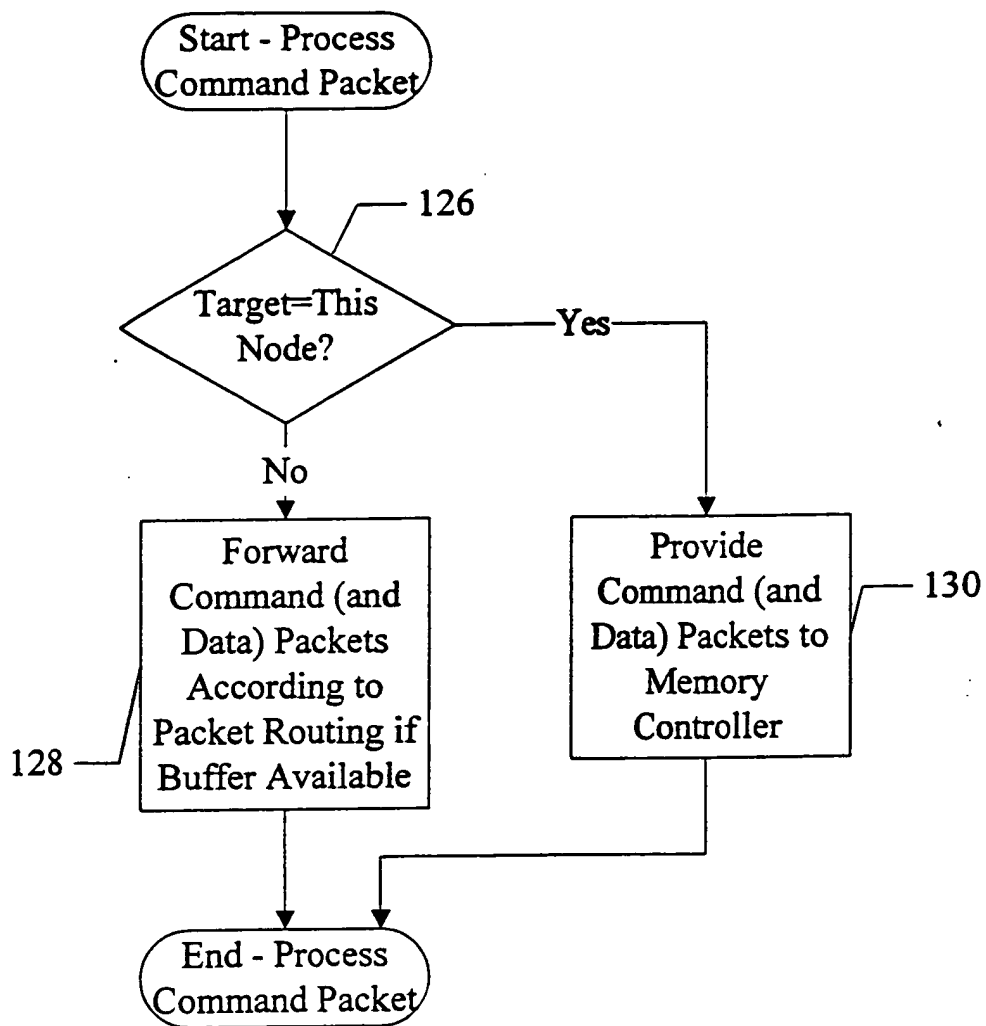 Start - Process
Command Packet
126
Target=This
Node?
Yes
No
Forward
Command (and
Data) Packets
According to
Packet Routing if
Buffer Available
128
Provide
Command (and
Data) Packets to
Memory
Controller
130
End - Process
Command Packet